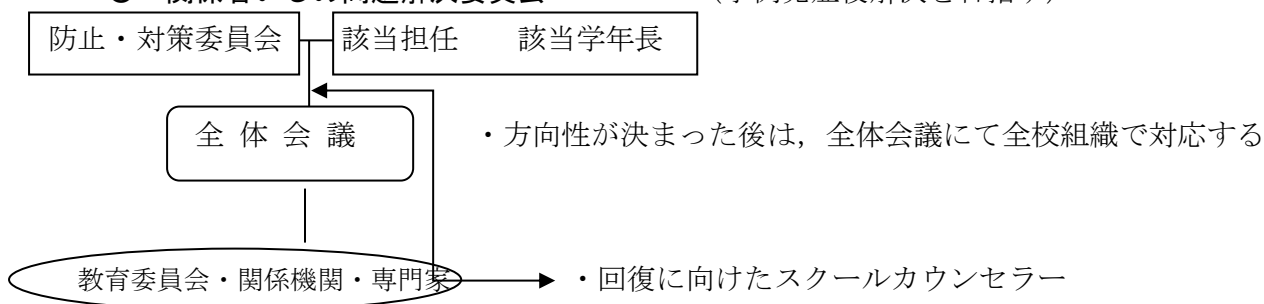 防止・対策委員会 該当担任 該当学年長
全 体 会 議 ・方向性が決まった後は，全体会議にて全校組織で対応する
教育委員会・関係機関・専門家 ・回復に向けたスクールカウンセラー